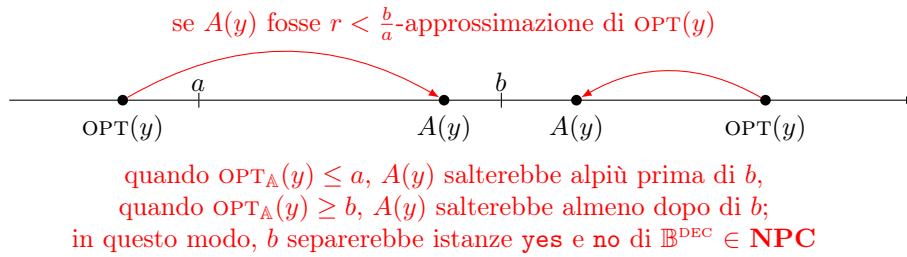 se A(y) fosse r < b/a-approssimazione di OPT(y)
a b
OPT(y) A(y) A(y) OPT(y)
quando OPT_𝔸(y) ≤ a, A(y) salterebbe alpiù prima di b,
quando OPT_𝔸(y) ≥ b, A(y) salterebbe almeno dopo di b;
in questo modo, b separerebbe istanze yes e no di 𝔹^DEC ∈ NPC